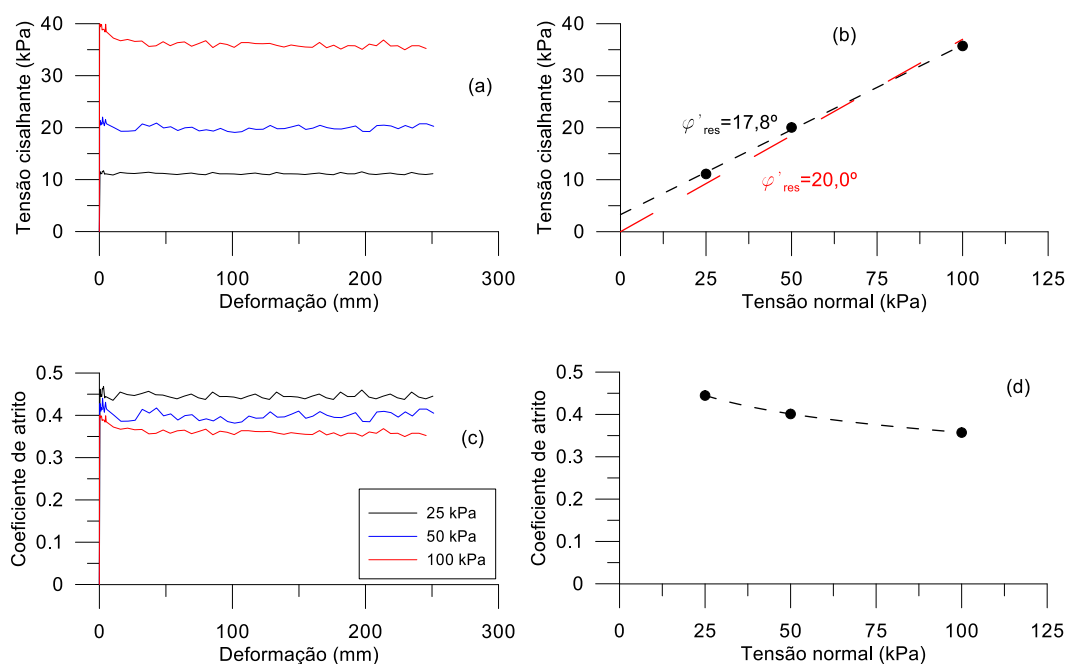 40
30
20
10
0
Tensão cisalhante (kPa)
(a)
0
100
200
300
Deformação (mm)
40
30
20
10
0
Tensão cisalhante (kPa)
(b)
φ'res=17,8º
φ'res=20,0º
0
25
50
75
100
125
Tensão normal (kPa)
0.5
0.4
0.3
0.2
0.1
0
Coeficiente de atrito
(c)
25 kPa
50 kPa
100 kPa
0
100
200
300
Deformação (mm)
0.5
0.4
0.3
0.2
0.1
0
Coeficiente de atrito
(d)
0
25
50
75
100
125
Tensão normal (kPa)